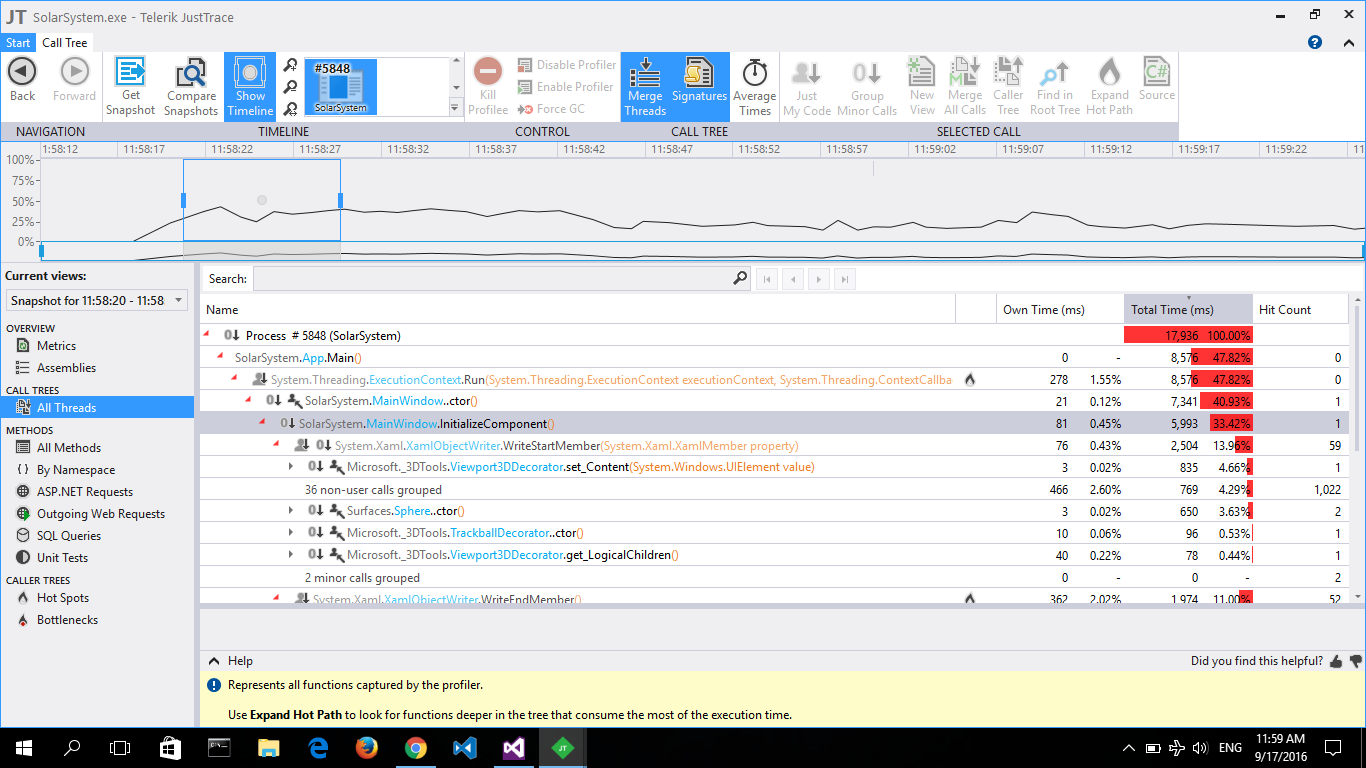 JT SolarSystem.exe - Telerik JustTrace
Start Call Tree
Back Forward Get Snapshot Compare Snapshots Show Timeline #5848 SolarSystem Kill Profilee Disable Profiler Enable Profiler Force GC Merge Threads Signatures Average Times Just My Code Group Minor Calls New View Merge All Calls Caller Tree Find in Root Tree Expand Hot Path C# Source
NAVIGATION TIMELINE CONTROL CALL TREE SELECTED CALL
1:58:12 11:58:17 11:58:22 11:58:27 11:58:32 11:58:37 11:58:42 11:58:47 11:58:52 11:58:57 11:59:02 11:59:07 11:59:12 11:59:17 11:59:22 11
100%
75%
50%
25%
0%
Current views:
Snapshot for 11:58:20 - 11:58
OVERVIEW
Metrics
Assemblies
CALL TREES
All Threads
METHODS
All Methods
By Namespace
ASP.NET Requests
Outgoing Web Requests
SQL Queries
Unit Tests
CALLER TREES
Hot Spots
Bottlenecks
Search:
Name Own Time (ms) Total Time (ms) Hit Count
Process # 5848 (SolarSystem) 17,936 100.00%
SolarSystem.App.Main() 0 - 8,576 47.82% 0
System.Threading.ExecutionContext.Run(System.Threading.ExecutionContext executionContext, System.Threading.ContextCallba 278 1.55% 8,576 47.82% 0
SolarSystem.MainWindow..ctor() 21 0.12% 7,341 40.93% 1
SolarSystem.MainWindow.InitializeComponent() 81 0.45% 5,993 33.42% 1
System.Xaml.XamlObjectWriter.WriteStartMember(System.Xaml.XamlMember property) 76 0.43% 2,504 13.96% 59
Microsoft._3DTools.Viewport3DDecorator.set_Content(System.Windows.UIElement value) 3 0.02% 835 4.66% 1
36 non-user calls grouped 466 2.60% 769 4.29% 1,022
Surfaces.Sphere..ctor() 3 0.02% 650 3.63% 2
Microsoft._3DTools.TrackballDecorator..ctor() 10 0.06% 96 0.53% 1
Microsoft._3DTools.Viewport3DDecorator.get_LogicalChildren() 40 0.22% 78 0.44% 1
2 minor calls grouped 0 - 0 - 2
System.Xaml.XamlObjectWriter.WriteEndMember() 362 2.02% 1,974 11.00% 52
Help Did you find this helpful?
Represents all functions captured by the profiler.
Use Expand Hot Path to look for functions deeper in the tree that consume the most of the execution time.
JT
ENG
11:59 AM
9/17/2016